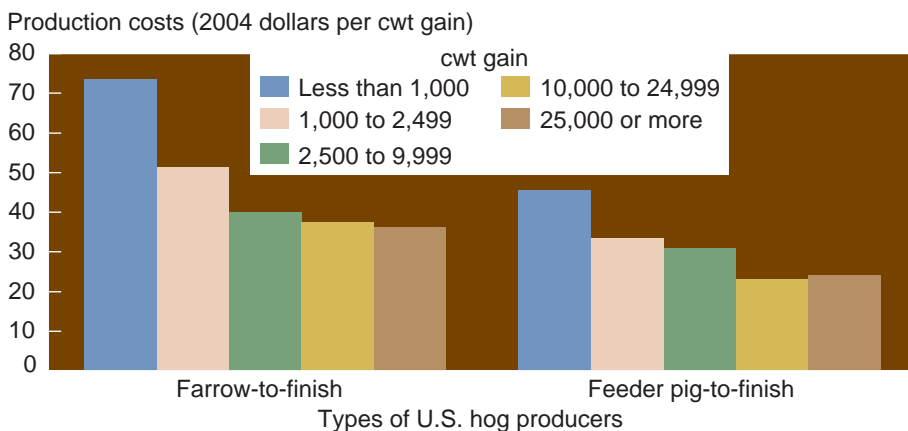 Production costs (2004 dollars per cwt gain)
80
70
60
50
40
30
20
10
0
cwt gain
Less than 1,000
1,000 to 2,499
2,500 to 9,999
10,000 to 24,999
25,000 or more
Farrow-to-finish
Feeder pig-to-finish
Types of U.S. hog producers